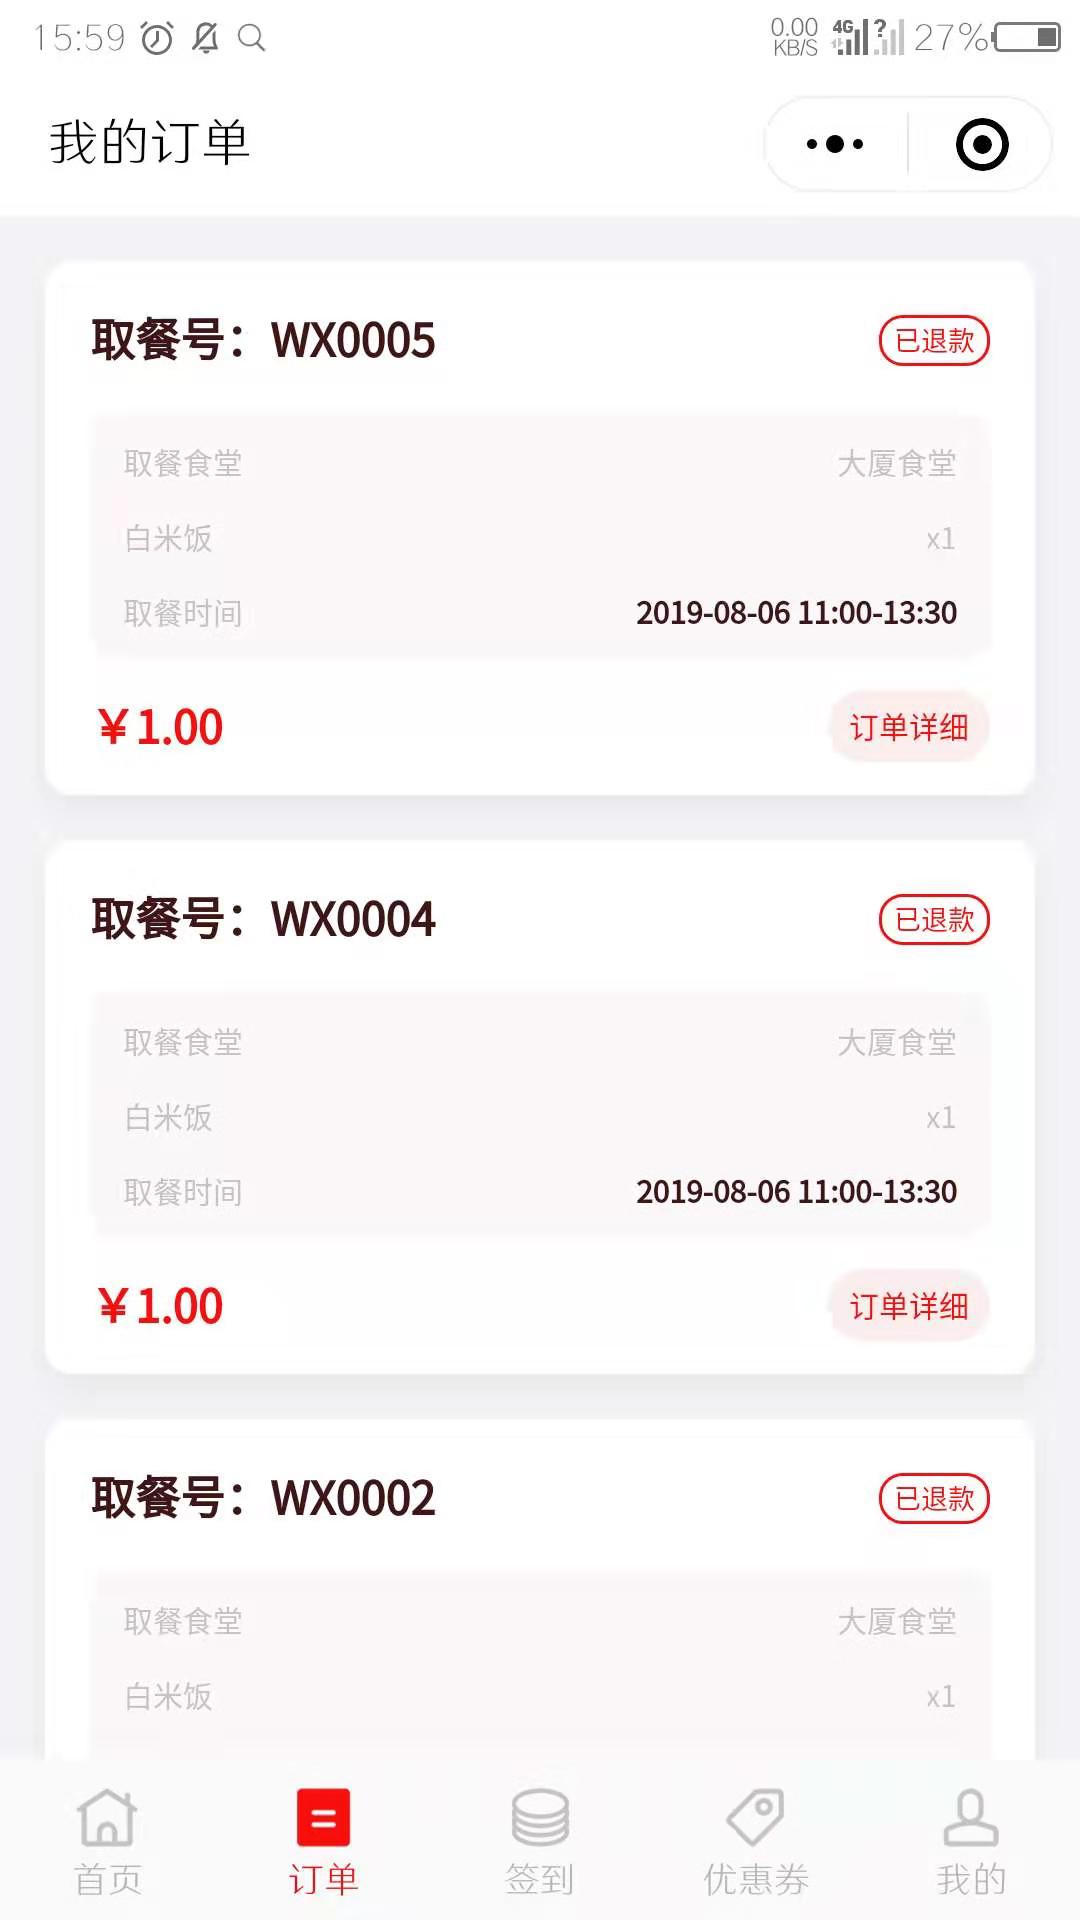 15:59
0.00 KB/S 4G ? 27%
我的订单
取餐号：WX0005 已退款
取餐食堂 大厦食堂
白米饭 x1
取餐时间 2019-08-06 11:00-13:30
￥1.00 订单详细
取餐号：WX0004 已退款
取餐食堂 大厦食堂
白米饭 x1
取餐时间 2019-08-06 11:00-13:30
￥1.00 订单详细
取餐号：WX0002 已退款
取餐食堂 大厦食堂
白米饭 x1
首页 订单 签到 优惠券 我的